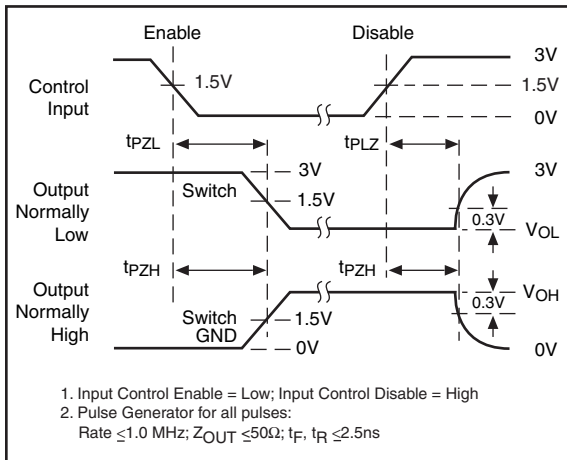 Enable Disable
3V
Control
Input
1.5V
1.5V
0V
tPZL
tPLZ
3V
3V
Output
Normally
Low
Switch
1.5V
0.3V
VOL
tPZH
tPZH
VOH
Output
Normally
High
0.3V
Switch
GND
1.5V
0V
0V
1. Input Control Enable = Low; Input Control Disable = High
2. Pulse Generator for all pulses:
Rate ≤1.0 MHz; ZOUT ≤50Ω; tF, tR ≤2.5ns